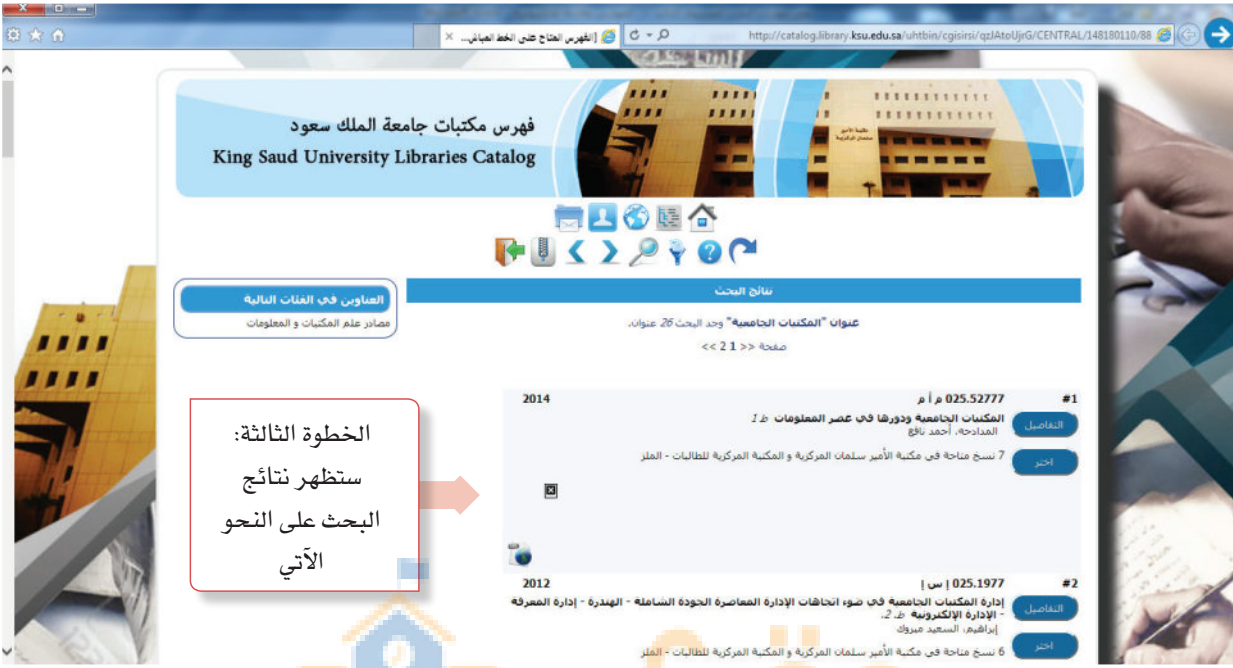 [الفهرس المتاح على الخط المباش...
http://catalog.library.ksu.edu.sa/uhtbin/cgisirsi/qzJAtoUjrG/CENTRAL/148180110/88
فهرس مكتبات جامعة الملك سعود
King Saud University Libraries Catalog
نتائج البحث
عنوان "المكتبات الجامعية" وجد البحث 26 عنوان.
صفحة << 1 2 >>
العناوين في الفئات التالية
مصادر علم المكتبات و المعلومات
#1
025.52777 م أ م
2014
التفاصيل
المكتبات الجامعية ودورها في عصر المعلومات ط 1
المدادحه، أحمد نافع
اختر
7 نسخ متاحة في مكتبة الأمير سلمان المركزية و المكتبة المركزية للطالبات - الملز
الخطوة الثالثة:
ستظهر نتائج
البحث على النحو
الآتي
#2
025.1977 إ س إ
2012
التفاصيل
إدارة المكتبات الجامعية في ضوء اتجاهات الإدارة المعاصرة الجودة الشاملة - الهندرة - إدارة المعرفة
- الإدارة الإلكترونية ط. 2.
إبراهيم، السعيد مبروك
اختر
6 نسخ متاحة في مكتبة الأمير سلمان المركزية و المكتبة المركزية للطالبات - الملز